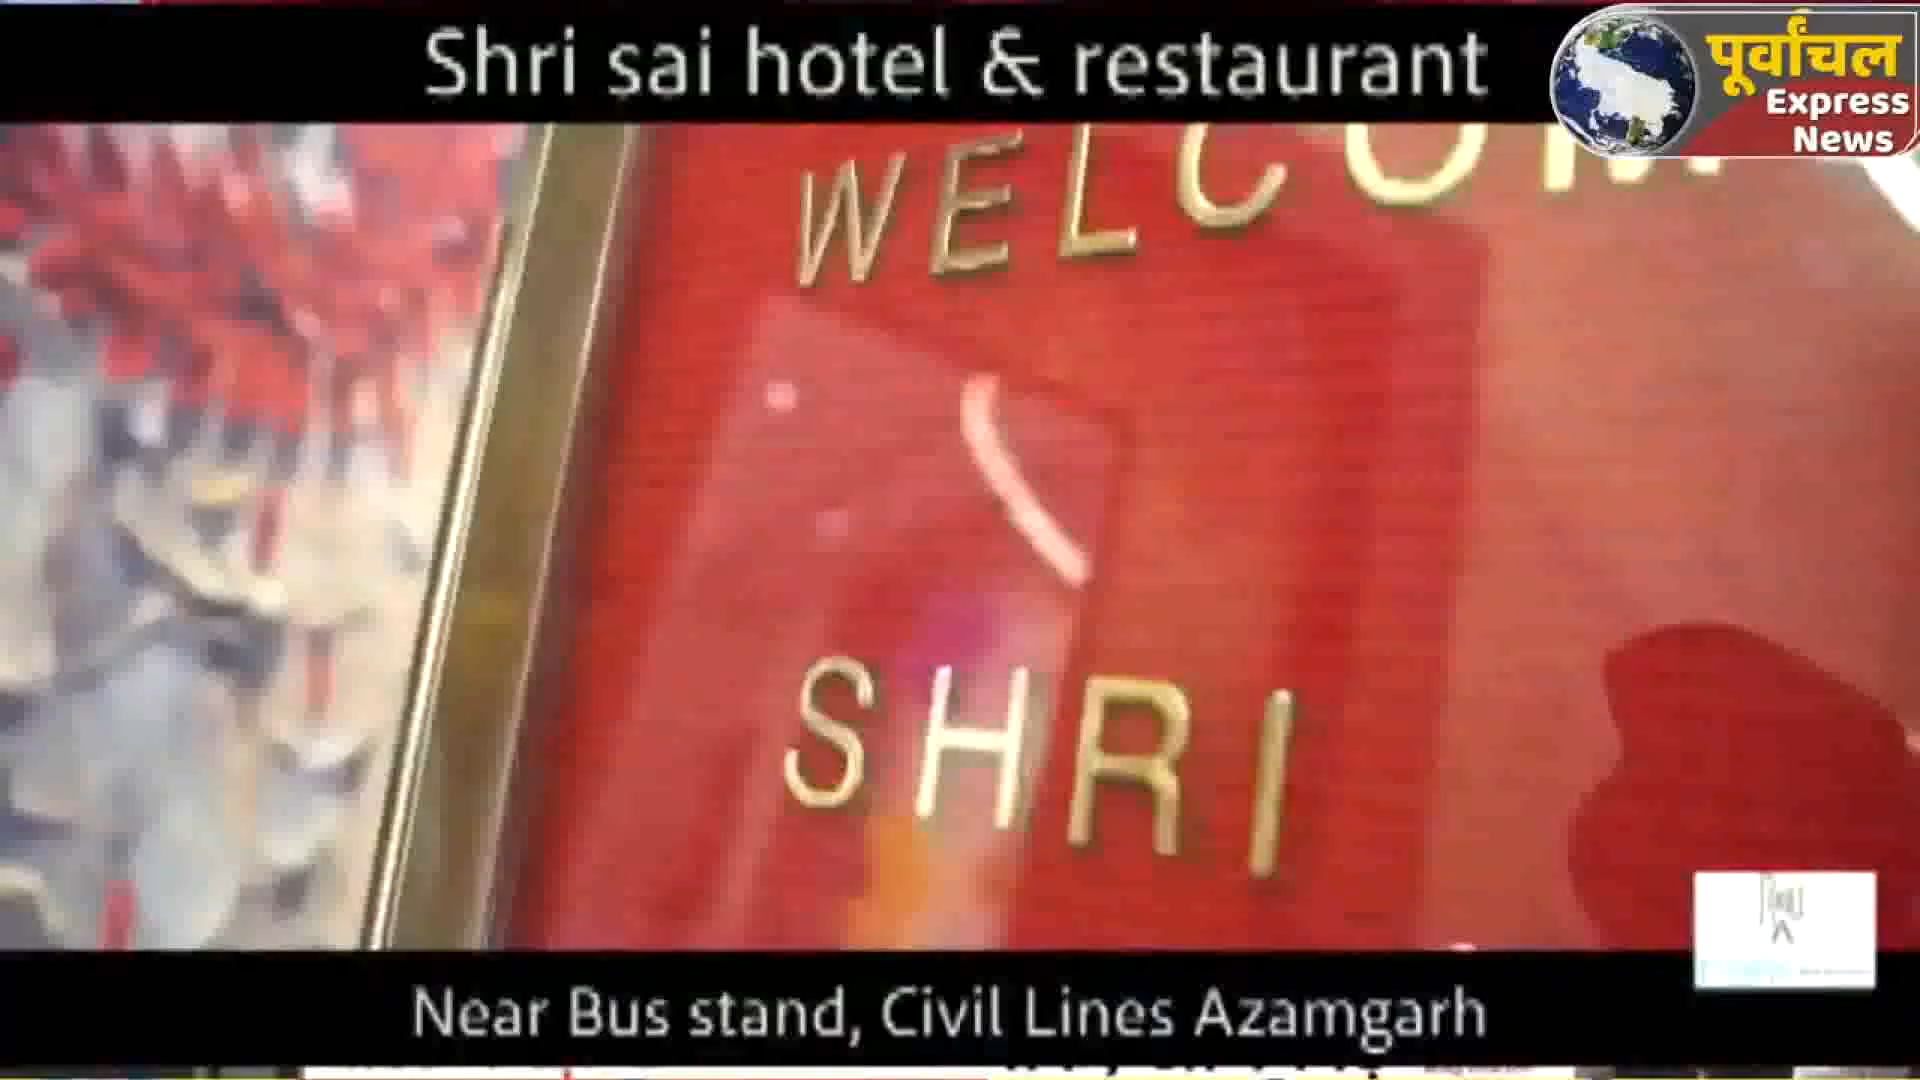 Shri sai hotel & restaurant
पूर्वांचल
Express
News
WELCOM
SHRI
Near Bus stand, Civil Lines Azamgarh